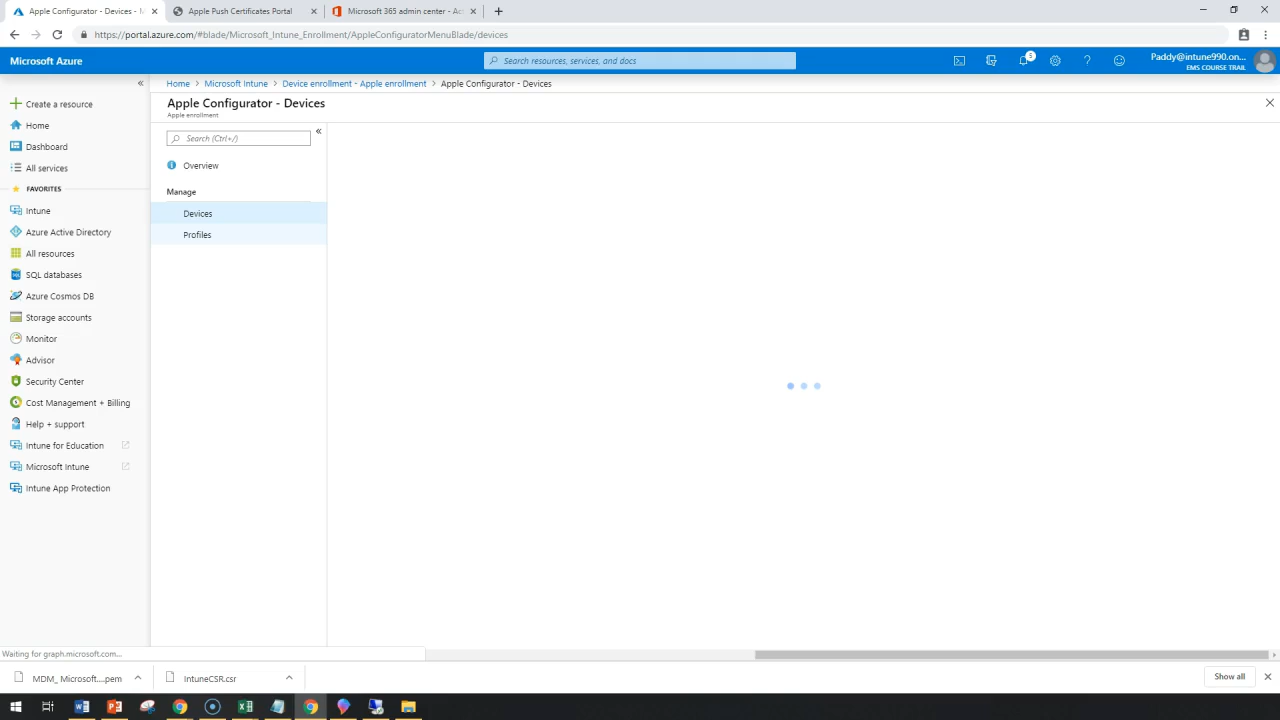 Apple Configurator - Devices - M
Apple Push Certificates Portal
Microsoft 365 admin center - Ac
https://portal.azure.com/#blade/Microsoft_Intune_Enrollment/AppleConfiguratorMenuBlade/devices
Microsoft Azure
Search resources, services, and docs
5
Paddy@intune990.on...
EMS COURSE TRAIL
Home > Microsoft Intune > Device enrollment - Apple enrollment > Apple Configurator - Devices
Apple Configurator - Devices
Apple enrollment
Search (Ctrl+/)
Overview
Manage
Devices
Profiles
Create a resource
Home
Dashboard
All services
FAVORITES
Intune
Azure Active Directory
All resources
SQL databases
Azure Cosmos DB
Storage accounts
Monitor
Advisor
Security Center
Cost Management + Billing
Help + support
Intune for Education
Microsoft Intune
Intune App Protection
Waiting for graph.microsoft.com...
MDM_ Microsoft....pem
IntuneCSR.csr
Show all